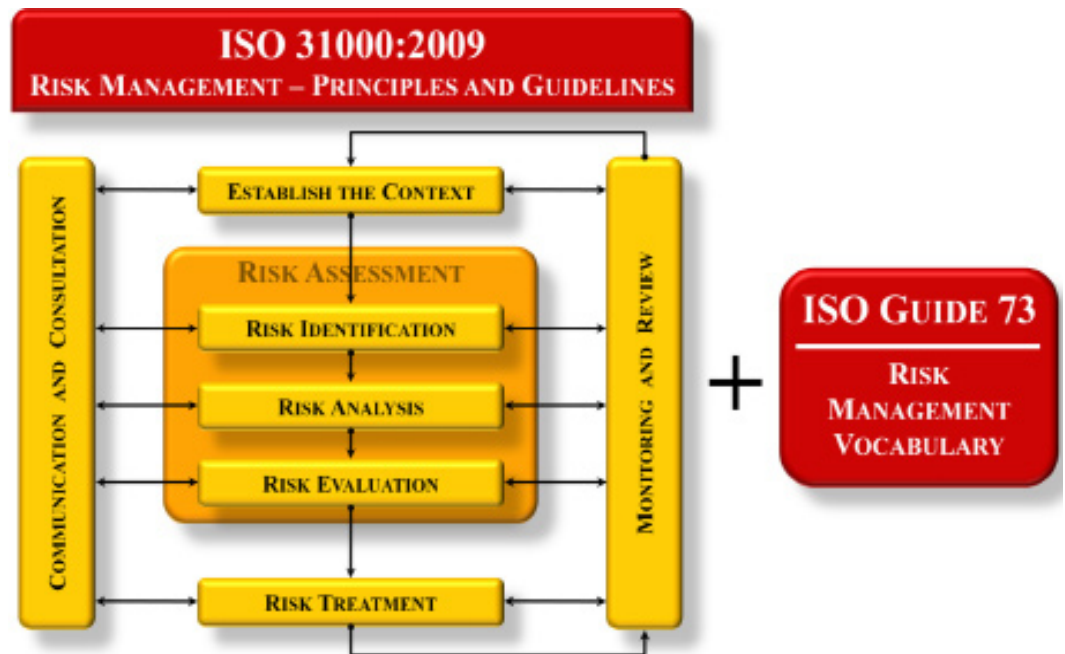 ISO 31000:2009
RISK MANAGEMENT – PRINCIPLES AND GUIDELINES
COMMUNICATION AND CONSULTATION
ESTABLISH THE CONTEXT
RISK ASSESSMENT
RISK IDENTIFICATION
RISK ANALYSIS
RISK EVALUATION
RISK TREATMENT
MONITORING AND REVIEW
+
ISO GUIDE 73
RISK
MANAGEMENT
VOCABULARY